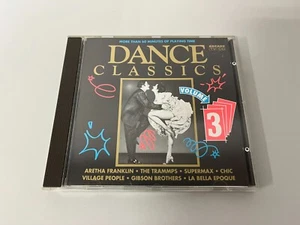 MORE THAN 60 MINUTES OF PLAYING TIME
DANCE
CLASSICS
VOLUME
3
ARETHA FRANKLIN • THE TRAMMPS • SUPERMAX • CHIC
VILLAGE PEOPLE • GIBSON BROTHERS • LA BELLA EPOQUE